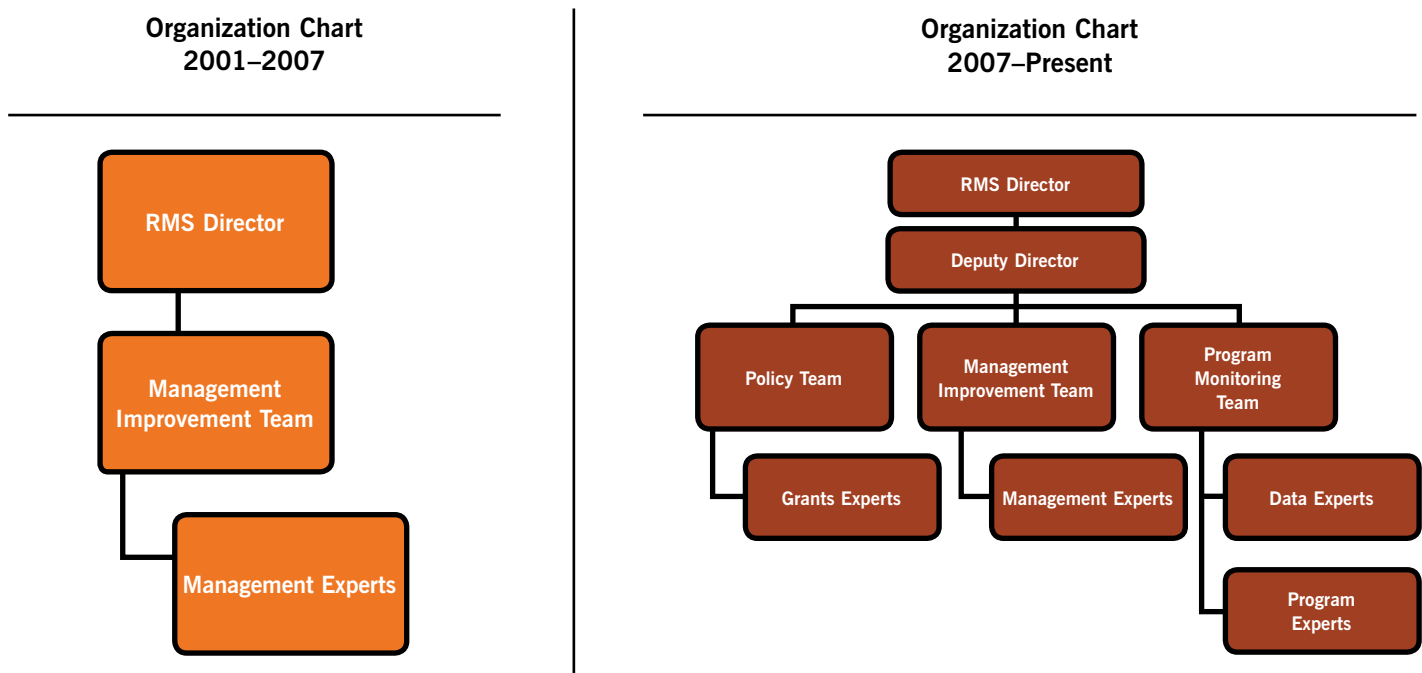 Organization Chart
2001–2007
RMS Director
Management
Improvement Team
Management Experts
Organization Chart
2007–Present
RMS Director
Deputy Director
Policy Team
Management
Improvement Team
Program
Monitoring
Team
Grants Experts
Management Experts
Data Experts
Program
Experts